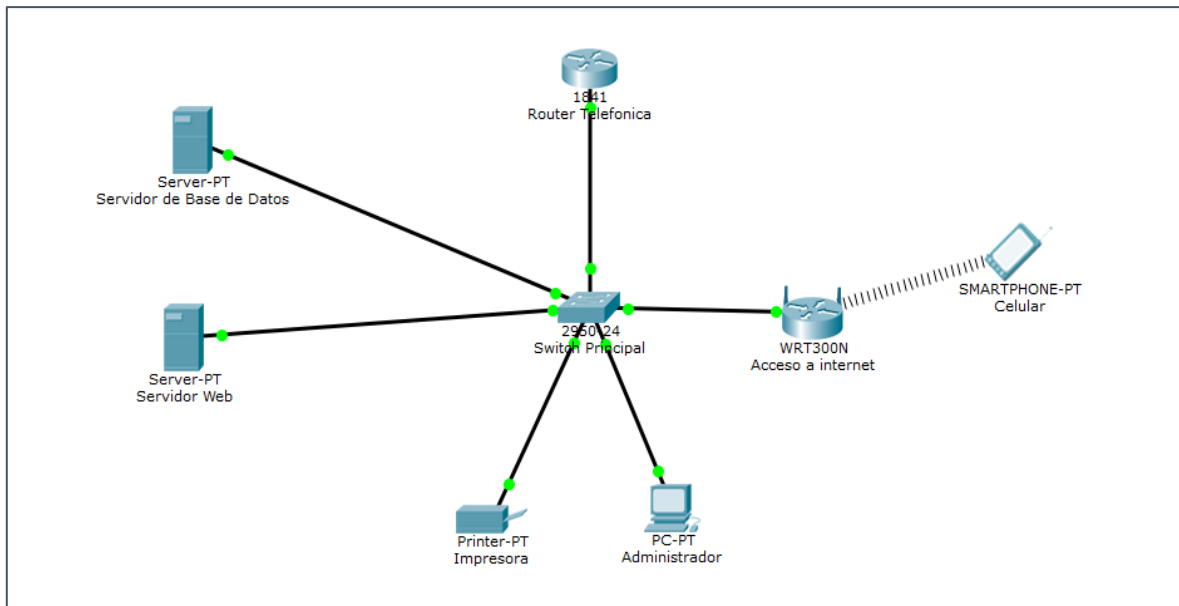 1841
Router Telefonica
Server-PT
Servidor de Base de Datos
SMARTPHONE-PT
Celular
2950-24
Switch Principal
WRT300N
Acceso a internet
Server-PT
Servidor Web
Printer-PT
Impresora
PC-PT
Administrador